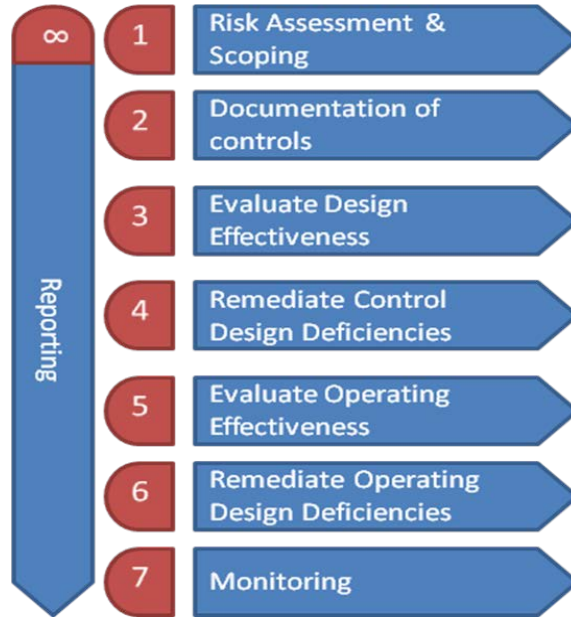 ∞
Reporting
1
Risk Assessment &
Scoping
2
Documentation of
controls
3
Evaluate Design
Effectiveness
4
Remediate Control
Design Deficiencies
5
Evaluate Operating
Effectiveness
6
Remediate Operating
Design Deficiencies
7
Monitoring